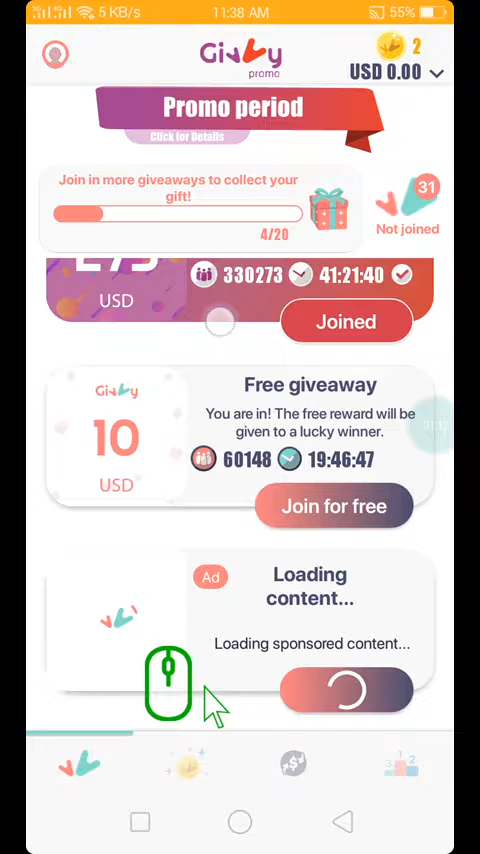 5 KB/s
11:38 AM
55%
Givvy
promo
2
USD 0.00
Promo period
Click for Details
Join in more giveaways to collect your
gift!
4/20
31
Not joined
USD
330273
41:21:40
Joined
Givvy
10
USD
Free giveaway
You are in! The free reward will be
given to a lucky winner.
60148
19:46:47
Join for free
Ad
Loading
content...
Loading sponsored content...